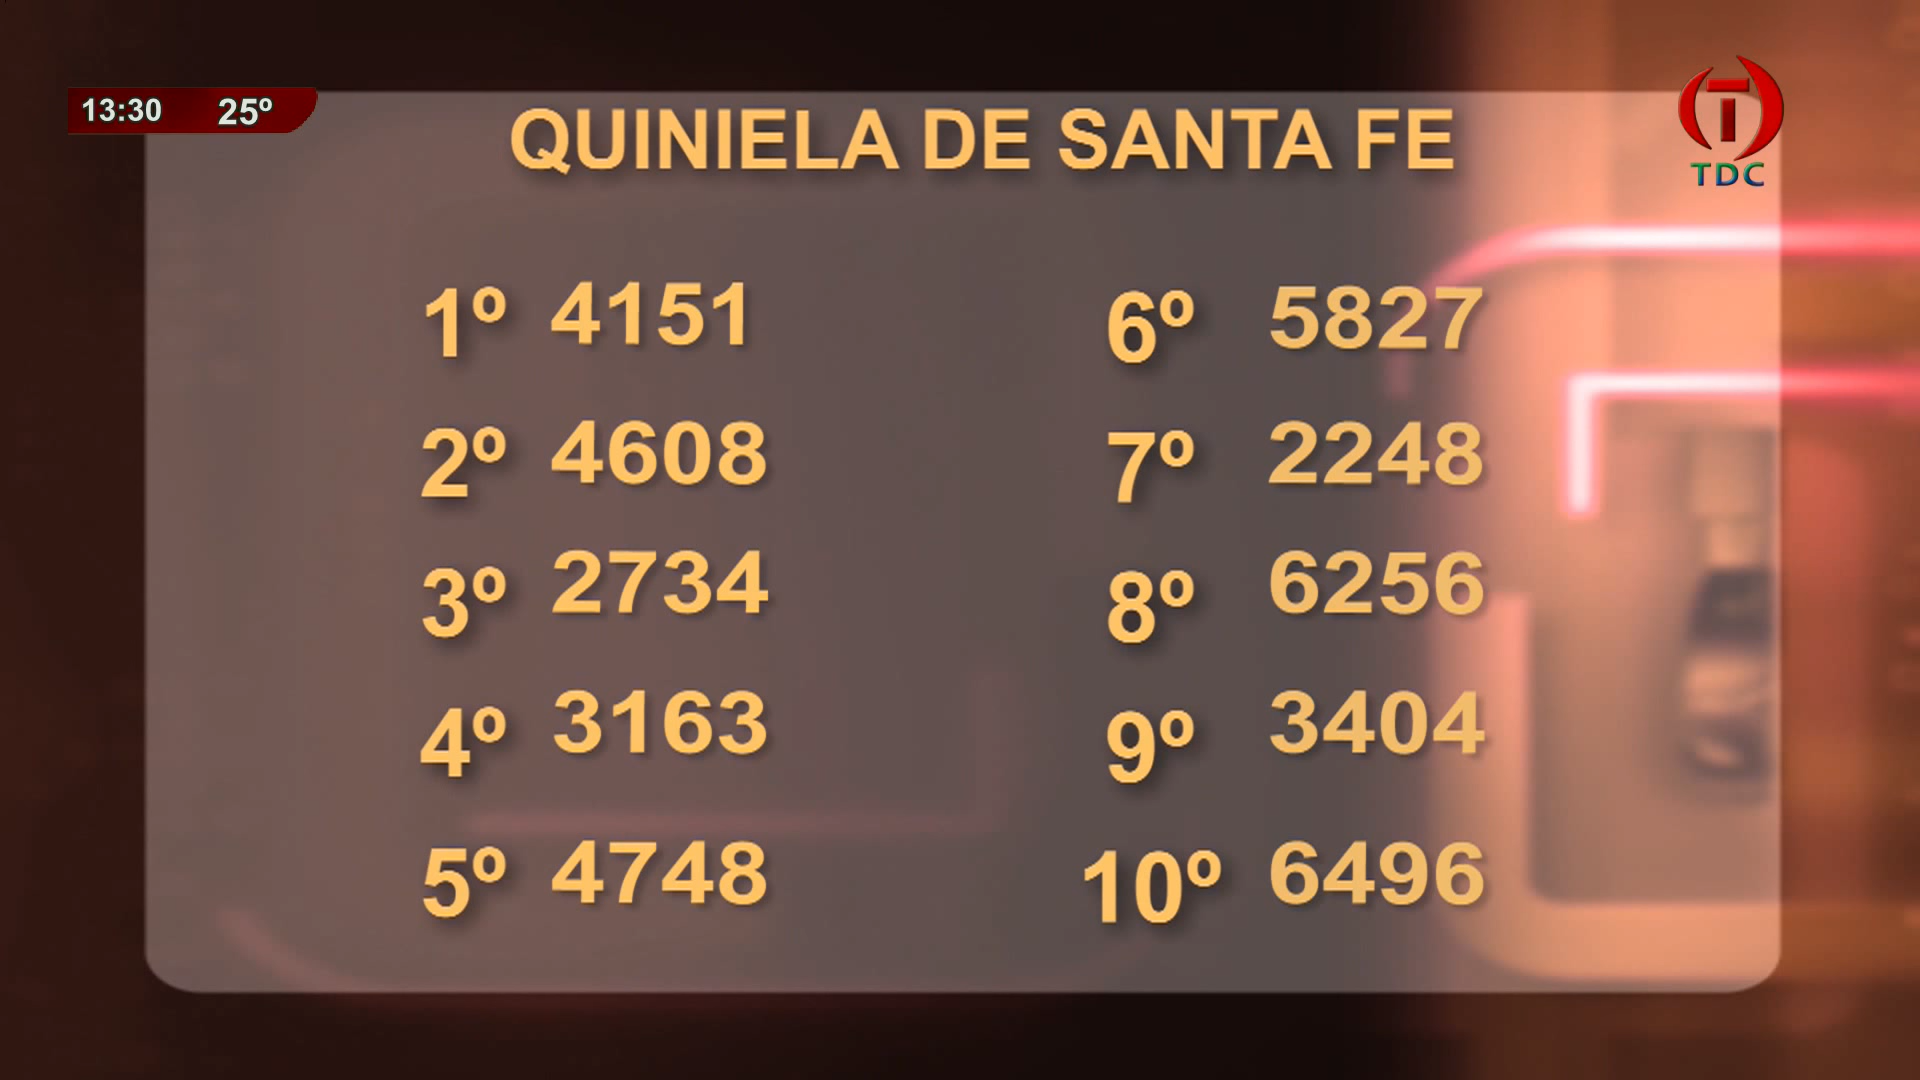 13:30 25º
TDC
QUINIELA DE SANTA FE
1º 4151
2º 4608
3º 2734
4º 3163
5º 4748
6º 5827
7º 2248
8º 6256
9º 3404
10º 6496